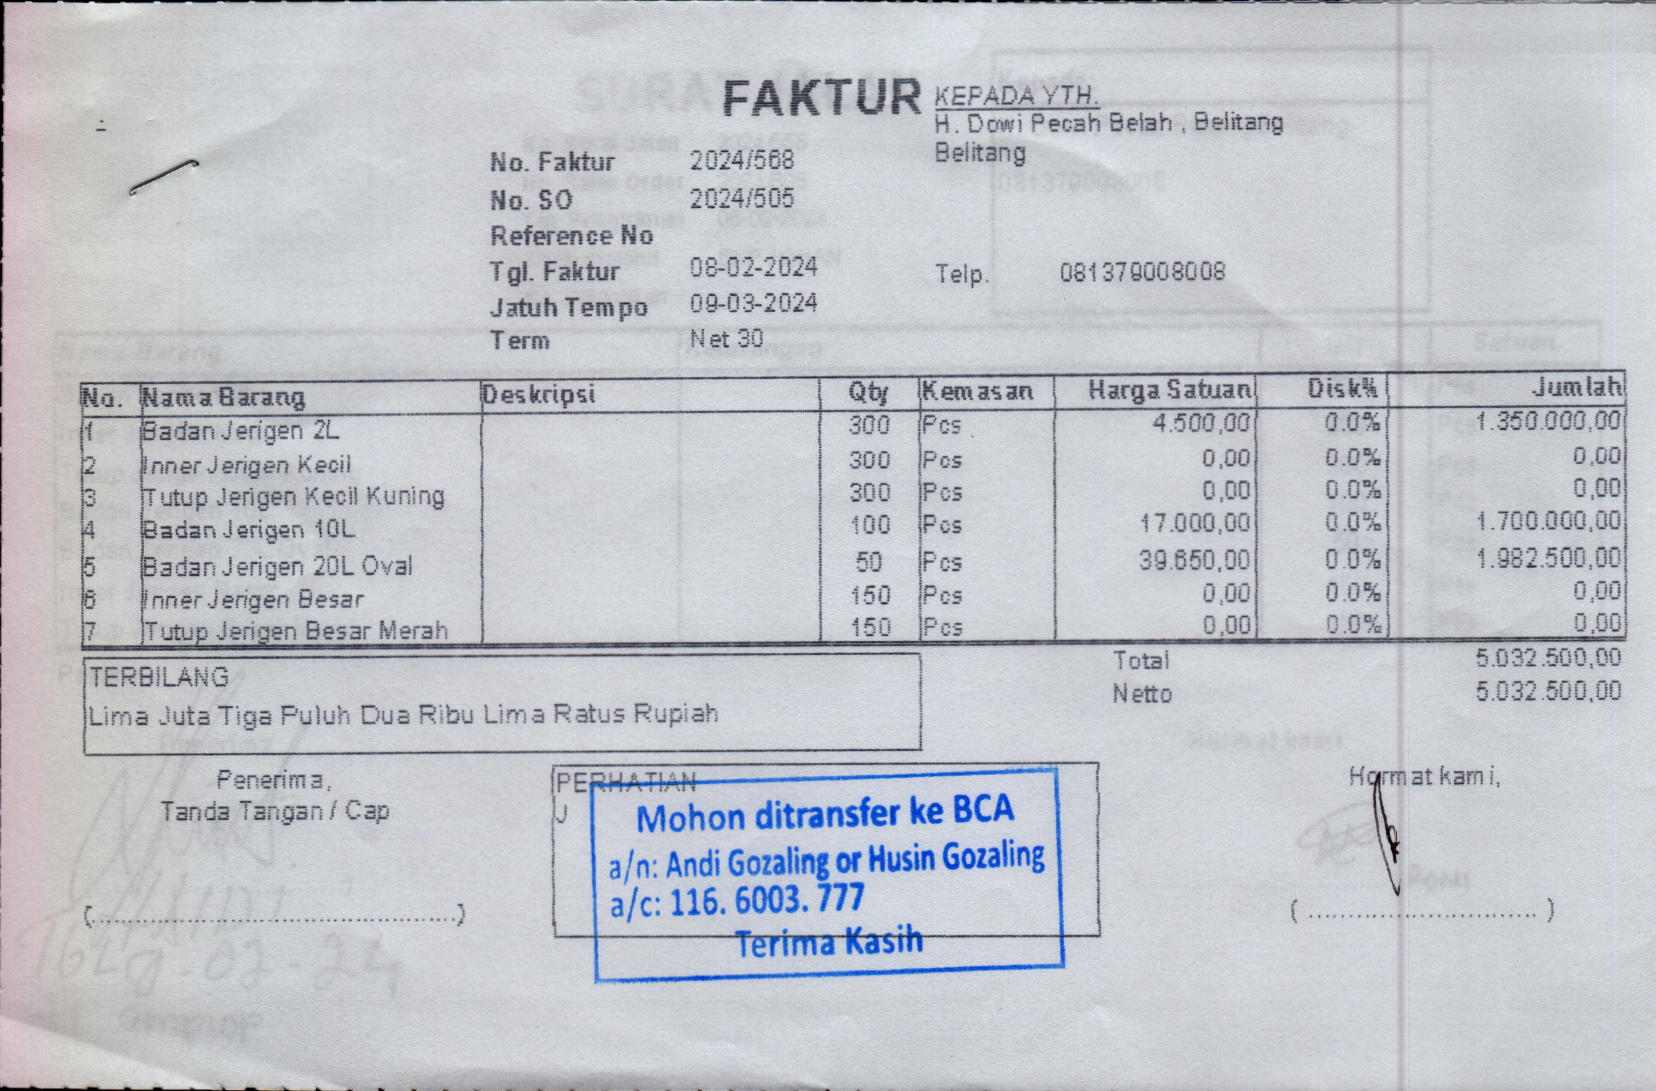 FAKTUR
KEPADA YTH.
H. Dowi Pecah Belah , Belitang
Belitang
No. Faktur 2024/568
No. SO 2024/505
Reference No
Tgl. Faktur 08-02-2024
Telp. 081379008008
Jatuh Tempo 09-03-2024
Term Net 30
No. Nama Barang Deskripsi Qty Kemasan Harga Satuan Disk% Jumlah
1 Badan Jerigen 2L 300 Pcs 4.500,00 0.0% 1.350.000,00
2 Inner Jerigen Kecil 300 Pcs 0,00 0.0% 0,00
3 Tutup Jerigen Kecil Kuning 300 Pcs 0,00 0.0% 0,00
4 Badan Jerigen 10L 100 Pcs 17.000,00 0.0% 1.700.000,00
5 Badan Jerigen 20L Oval 50 Pcs 39.650,00 0.0% 1.982.500,00
6 Inner Jerigen Besar 150 Pcs 0,00 0.0% 0,00
7 Tutup Jerigen Besar Merah 150 Pcs 0,00 0.0% 0,00
Total 5.032.500,00
Netto 5.032.500,00
TERBILANG
Lima Juta Tiga Puluh Dua Ribu Lima Ratus Rupiah
Penerima,
Tanda Tangan / Cap
(..........................................)
PERHATIAN
Mohon ditransfer ke BCA
a/n: Andi Gozaling or Husin Gozaling
a/c: 116. 6003. 777
Terima Kasih
Hormat kami,
( ............................ )